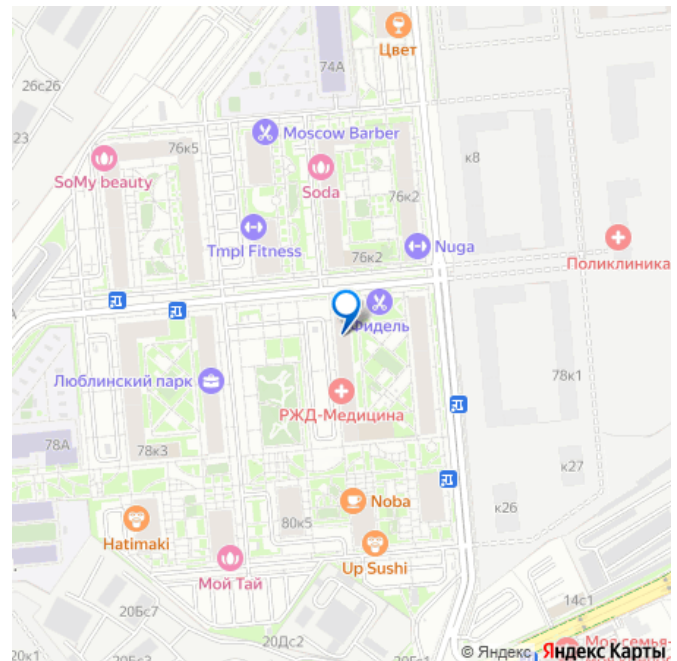 Цвет
74А
26с26
23
Moscow Barber
76к5
к8
SoMy beauty
Soda
76к2
Tmpl Fitness
Nuga
76к2
Поликлиника
Фидель
Люблинский парк
78к1
РЖД-Медицина
78А
78к3
к27
Noba
к26
80к5
Hatimaki
Up Sushi
Мой Тай
14с1
20Бс7
20Дс2
20к1
20Бс3
© Яндекс Яндекс Карты